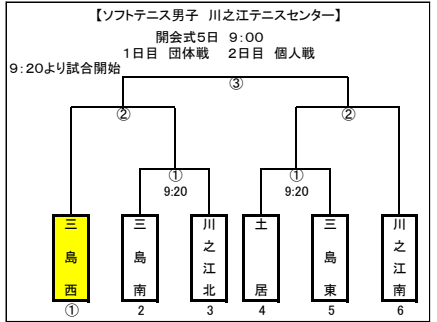 【ソフトテニス男子 川之江テニスセンター】
開会式5日 9:00
1日目 団体戦 2日目 個人戦
9:20より試合開始
③
② ②
① ①
9:20 9:20
三島西 三島南 川之江北 土居 三島東 川之江南
① 2 3 4 5 6